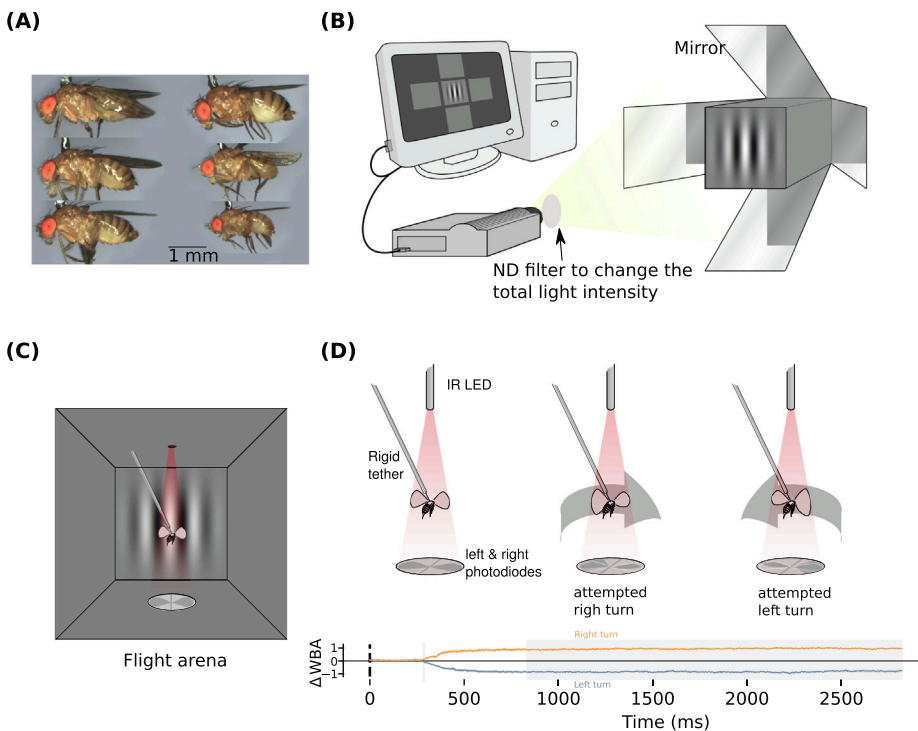 (A)
1 mm
(B)
Mirror
ND filter to change the
total light intensity
(C)
Flight arena
(D)
IR LED
Rigid
tether
left & right
photodiodes
attempted
righ turn
attempted
left turn
Right turn
Left turn
Δ WBA
1
0
−1
0
500
1000
1500
2000
2500
Time (ms)